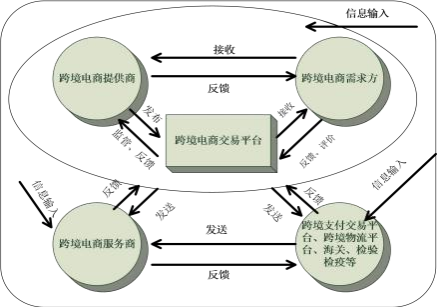 信息输入
接收
跨境电商提供商
跨境电商需求方
反馈
发布
接收
跨境电商交易平台
监管、反馈
反馈、评价
信息输入
信息输入
反馈
反馈
发送
发送
跨境电商服务商
发送
反馈
跨境支付交易平
台、跨境物流平
台、海关、检验
检疫等